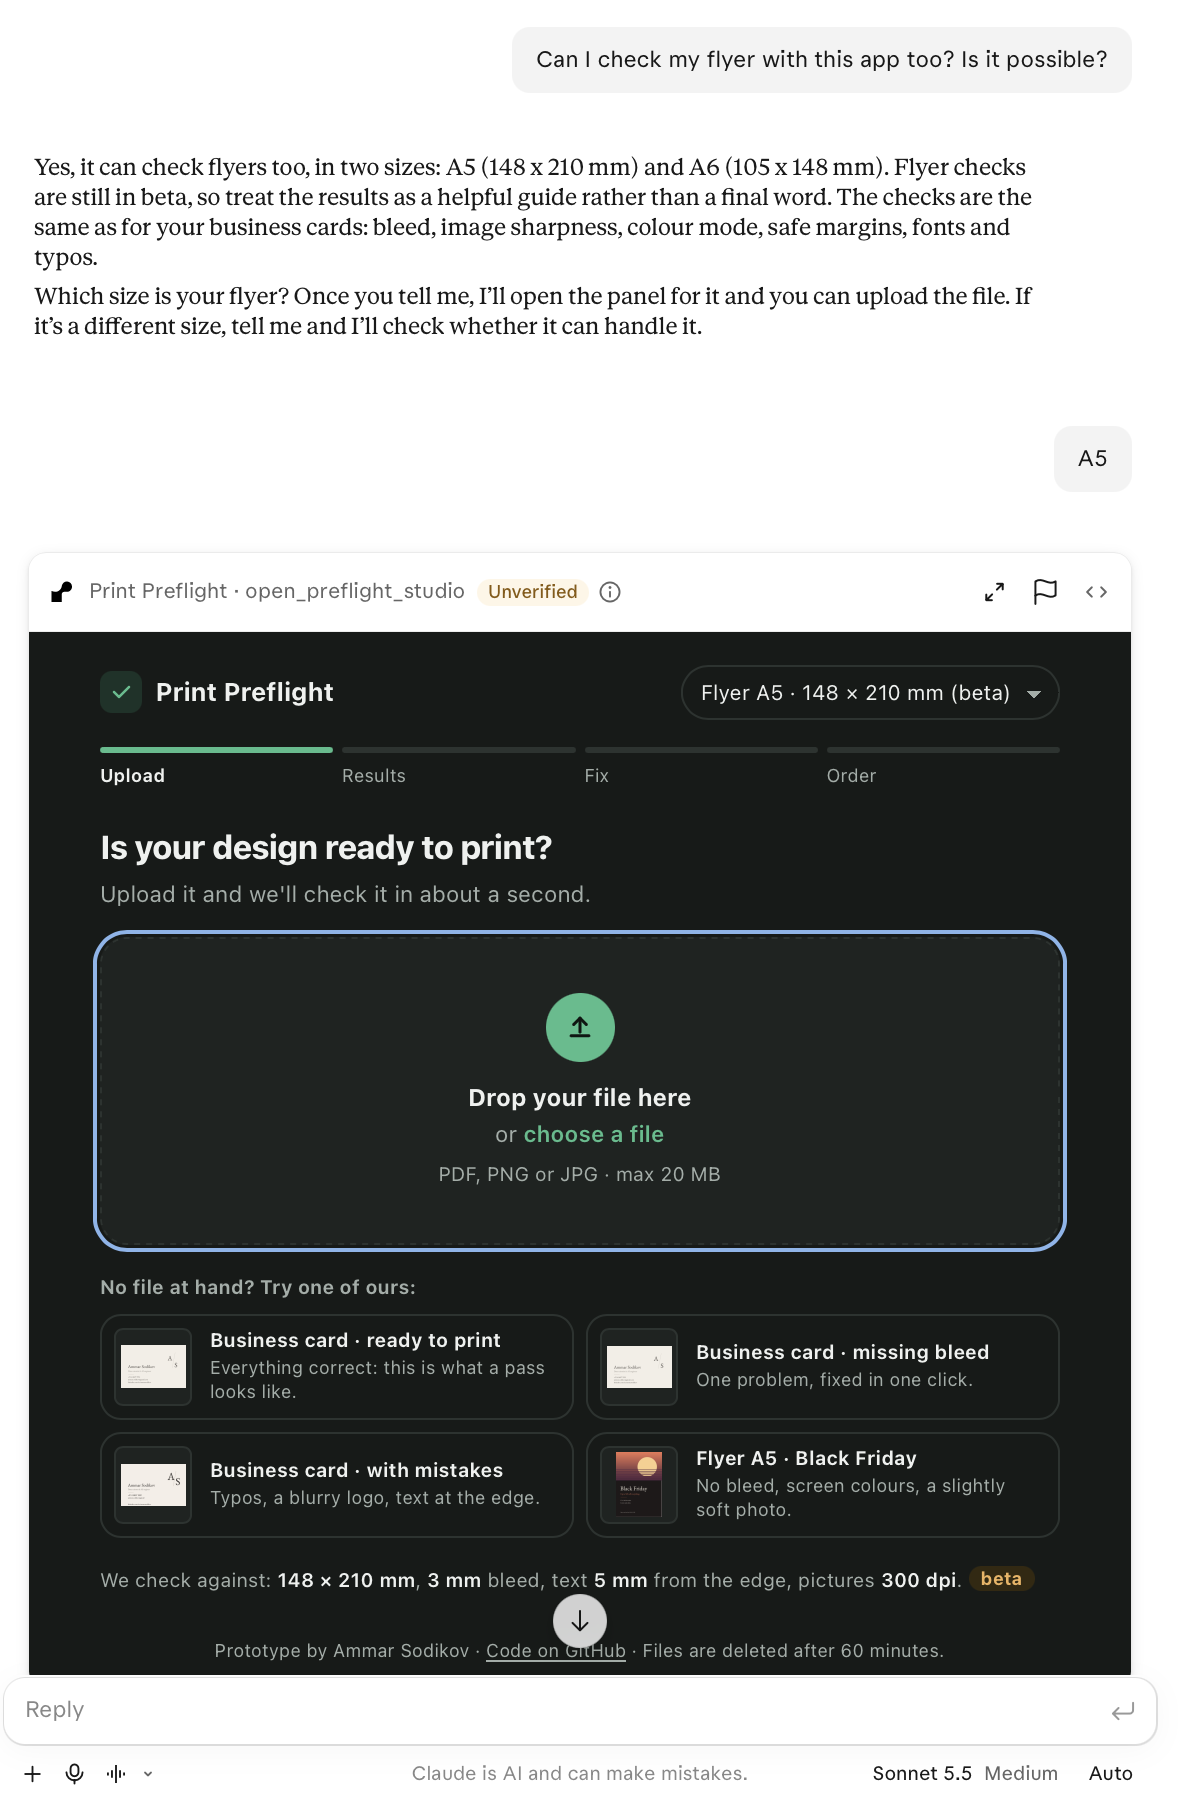 Can I check my flyer with this app too? Is it possible?
Yes, it can check flyers too, in two sizes: A5 (148 x 210 mm) and A6 (105 x 148 mm). Flyer checks
are still in beta, so treat the results as a helpful guide rather than a final word. The checks are the
same as for your business cards: bleed, image sharpness, colour mode, safe margins, fonts and
typos.
Which size is your flyer? Once you tell me, I’ll open the panel for it and you can upload the file. If
it’s a different size, tell me and I’ll check whether it can handle it.
A5
Print Preflight · open_preflight_studio Unverified
Print Preflight
Flyer A5 · 148 × 210 mm (beta)
Upload Results Fix Order
Is your design ready to print?
Upload it and we'll check it in about a second.
Drop your file here
or choose a file
PDF, PNG or JPG · max 20 MB
No file at hand? Try one of ours:
Business card · ready to print
Everything correct: this is what a pass
looks like.
Business card · missing bleed
One problem, fixed in one click.
Business card · with mistakes
Typos, a blurry logo, text at the edge.
Flyer A5 · Black Friday
No bleed, screen colours, a slightly
soft photo.
Ammar Sodikov
A S
Ammar Sodikov
A S
Ammar Sodikov
A S
Black Friday
We check against: 148 × 210 mm, 3 mm bleed, text 5 mm from the edge, pictures 300 dpi. beta
Prototype by Ammar Sodikov · Code on GitHub · Files are deleted after 60 minutes.
Reply
Claude is AI and can make mistakes.
Sonnet 5.5 Medium Auto